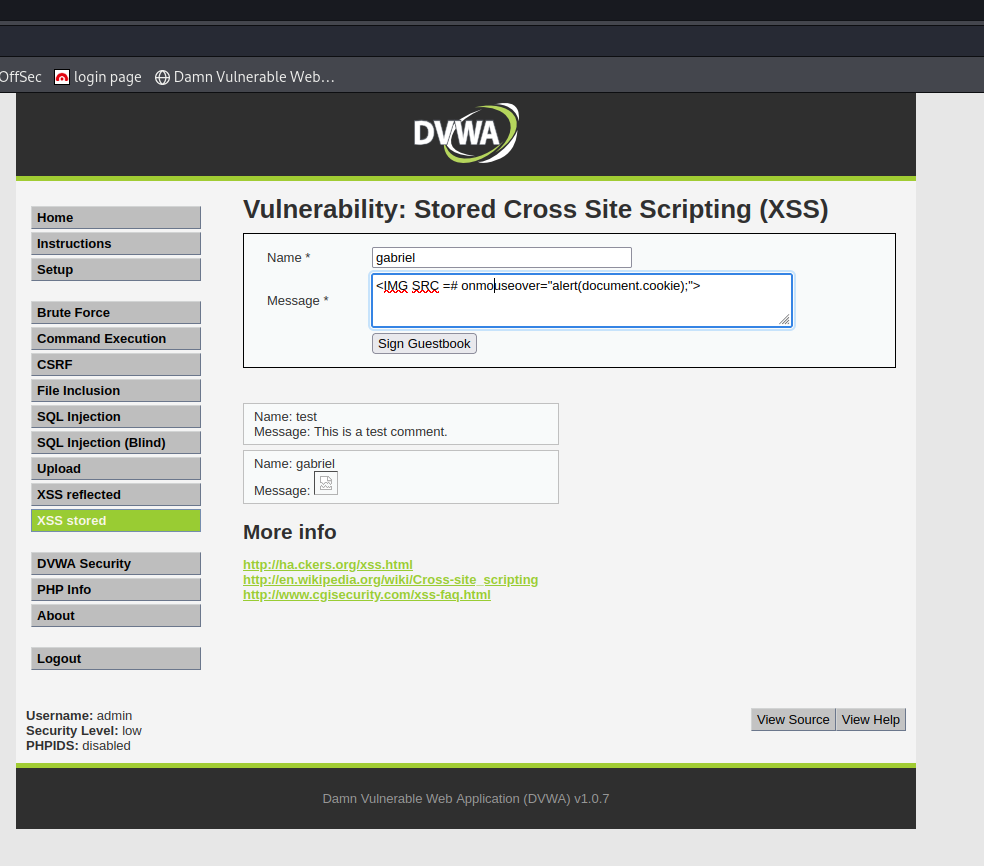 OffSec login page Damn Vulnerable Web...
DVWA
Home
Instructions
Setup
Brute Force
Command Execution
CSRF
File Inclusion
SQL Injection
SQL Injection (Blind)
Upload
XSS reflected
XSS stored
DVWA Security
PHP Info
About
Logout
Vulnerability: Stored Cross Site Scripting (XSS)
Name * gabriel
Message * <IMG SRC =# onmouseover="alert(document.cookie);">
Sign Guestbook
Name: test
Message: This is a test comment.
Name: gabriel
Message:
More info
http://ha.ckers.org/xss.html
http://en.wikipedia.org/wiki/Cross-site_scripting
http://www.cgisecurity.com/xss-faq.html
Username: admin
Security Level: low
PHPIDS: disabled
View Source View Help
Damn Vulnerable Web Application (DVWA) v1.0.7